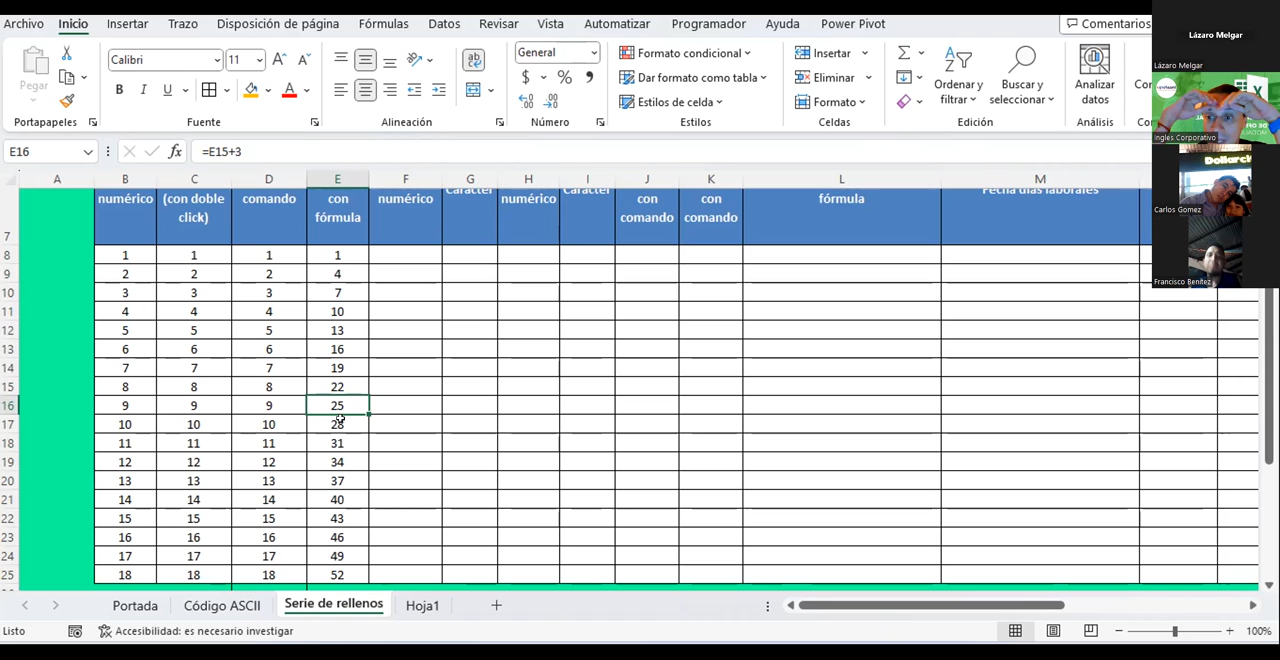 Archivo Inicio Insertar Trazo Disposición de página Fórmulas Datos Revisar Vista Automatizar Programador Ayuda Power Pivot Comentarios
Lázaro Melgar
Lázaro Melgar
Ingles Corporativo
Dollarci
Carlos Gomez
Francisco Benitez
Pegar
Portapapeles
Calibri 11
N K S
Fuente
ab
Alineación
General
$ % 9
Número
Formato condicional
Dar formato como tabla
Estilos de celda
Estilos
Insertar
Eliminar
Formato
Celdas
Ordenar y filtrar
Buscar y seleccionar
Edición
Analizar datos
Análisis
E16 fx =E15+3
A B C D E F G H I J K L M
7 numérico (con doble click) comando con fórmula numérico Carácter numérico Carácter con comando con comando fórmula Fecha días laborales
8 1 1 1 1
9 2 2 2 4
10 3 3 3 7
11 4 4 4 10
12 5 5 5 13
13 6 6 6 16
14 7 7 7 19
15 8 8 8 22
16 9 9 9 25
17 10 10 10 28
18 11 11 11 31
19 12 12 12 34
20 13 13 13 37
21 14 14 14 40
22 15 15 15 43
23 16 16 16 46
24 17 17 17 49
25 18 18 18 52
Portada Código ASCII Serie de rellenos Hoja1 +
Listo Accesibilidad: es necesario investigar 100%